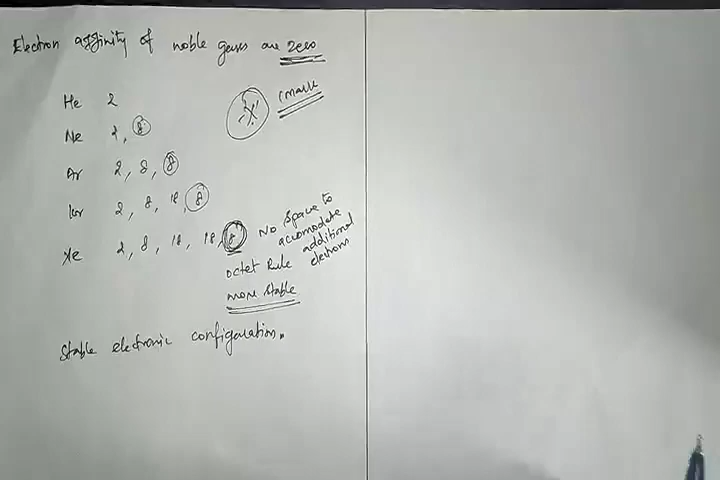 Electron affinity of noble gases are zero
He 2
Ne 2, 8
Ar 2, 8, 8
Kr 2, 8, 18, 8
Xe 2, 8, 18, 18, 8
1 mark
No space to
accomodate
additional
electrons
octet Rule
more stable
Stable electronic configuration.